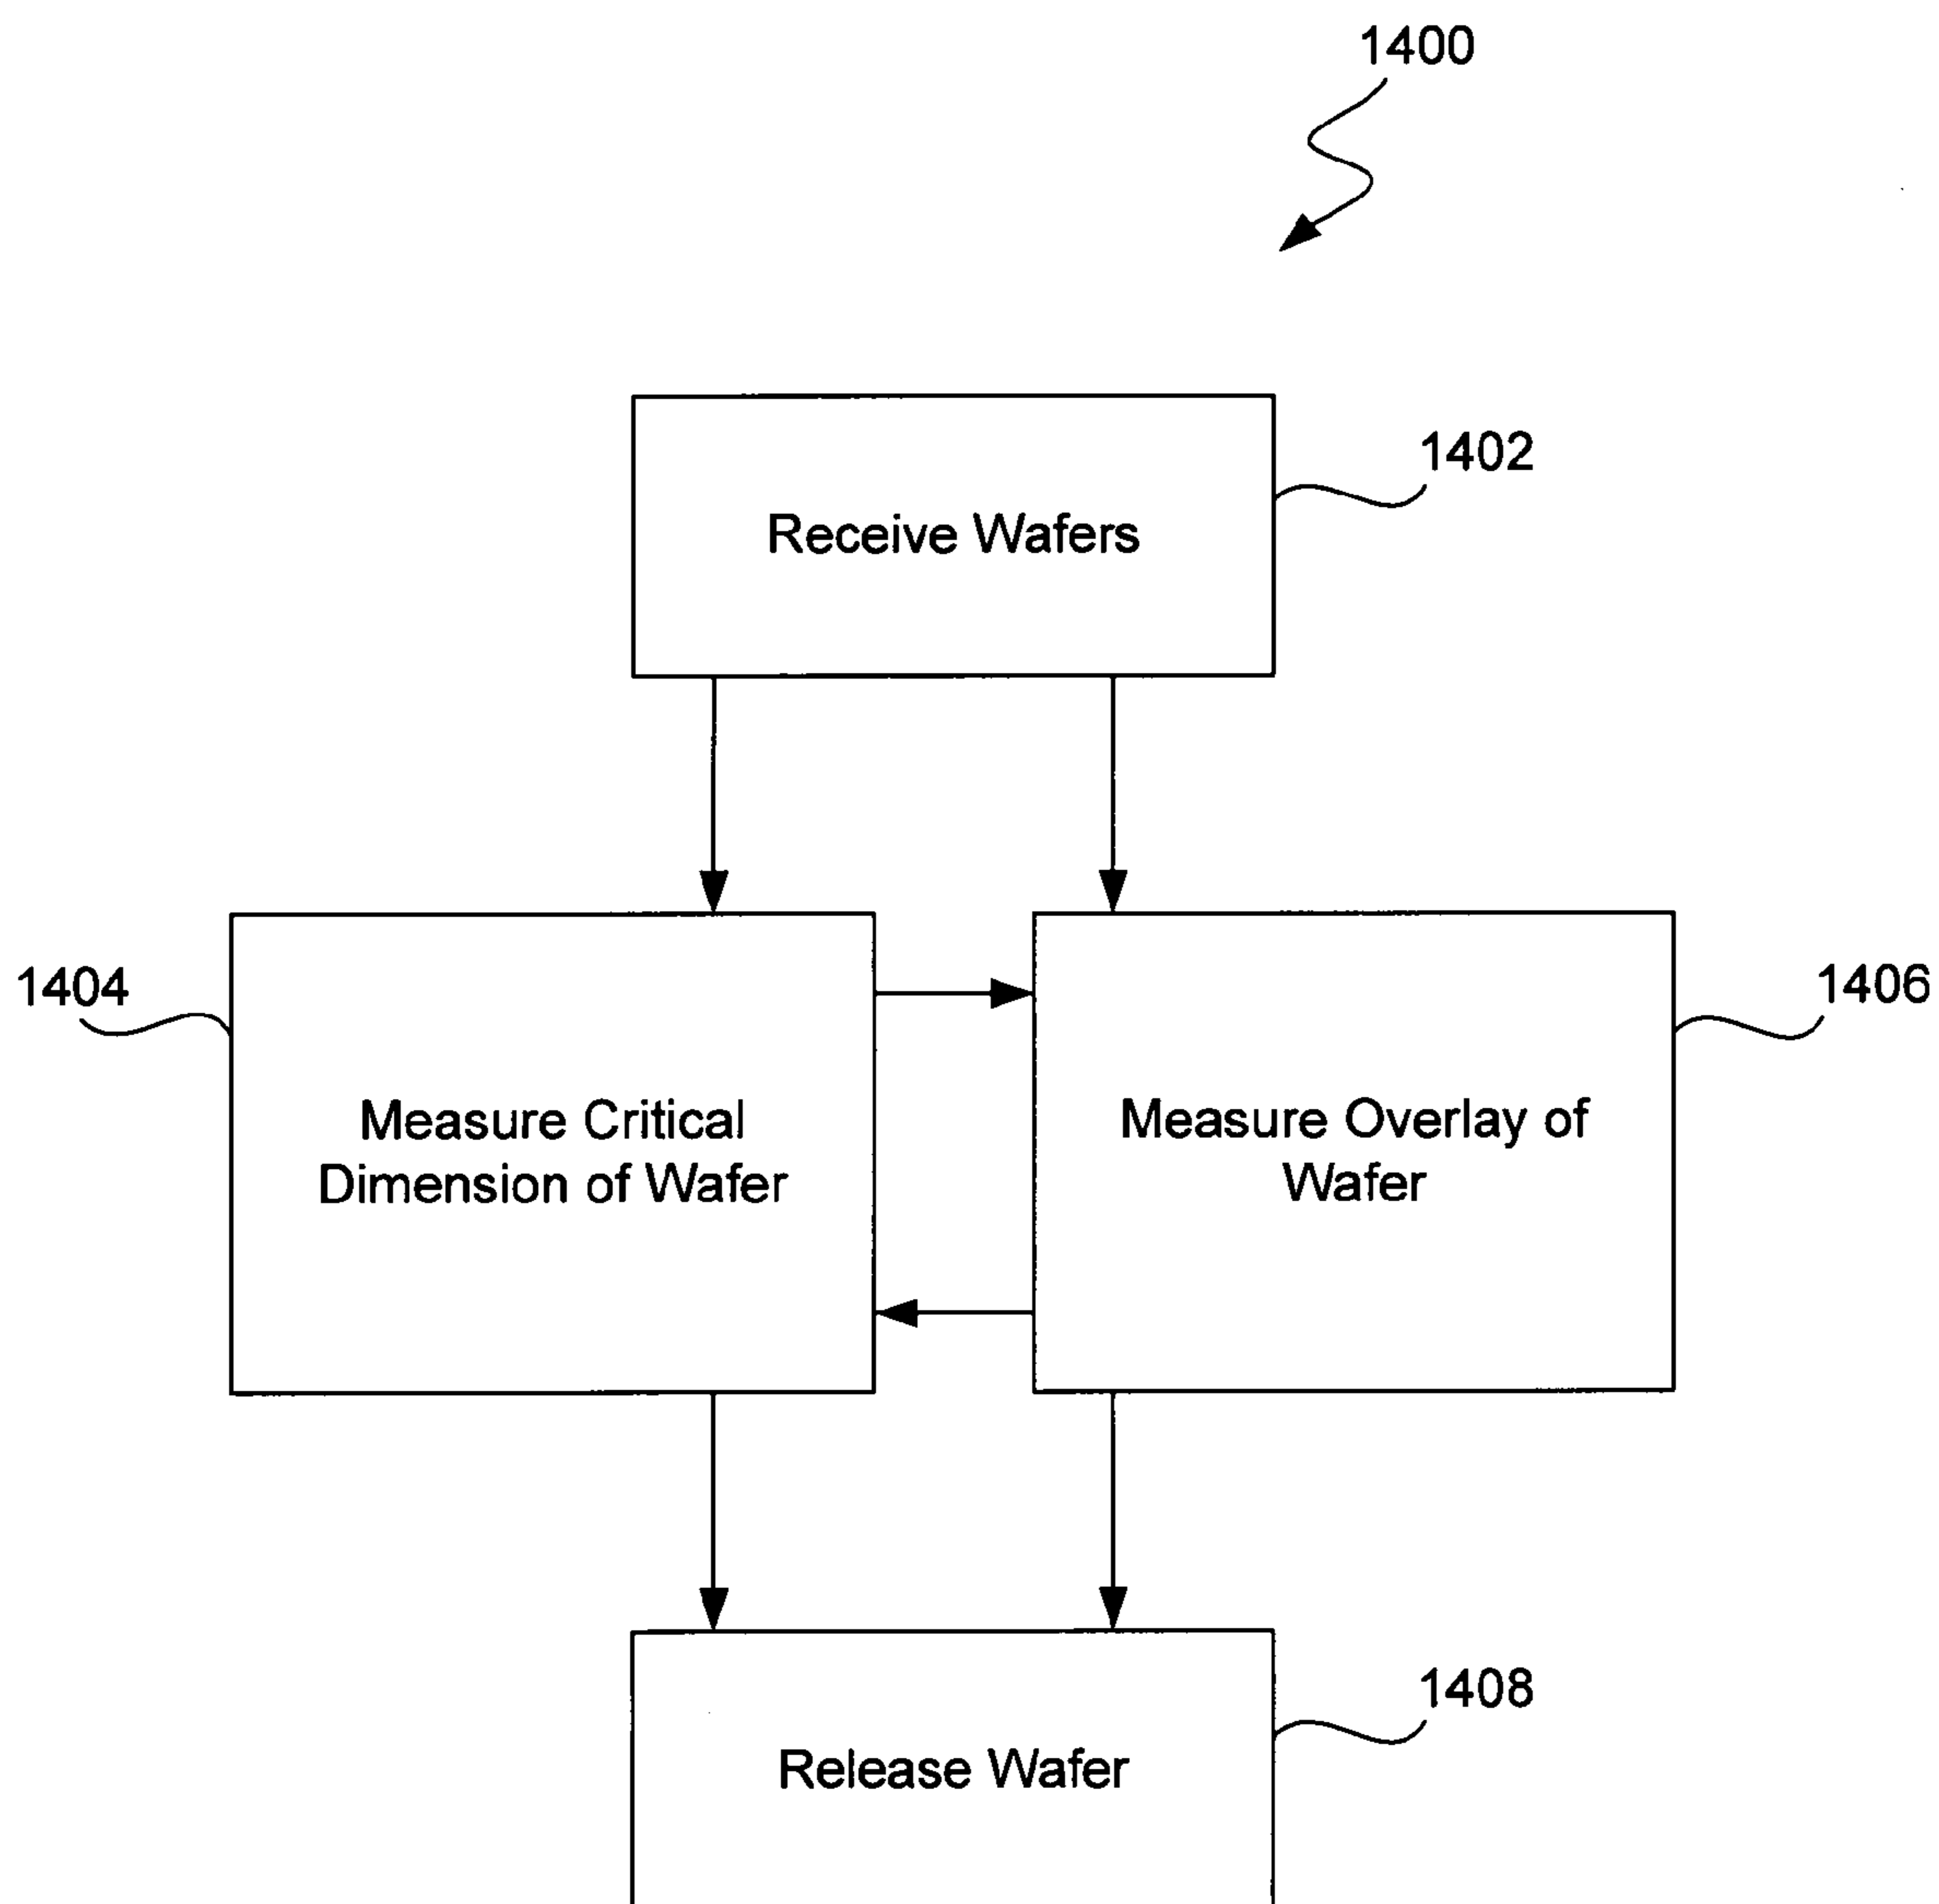 1400
1402
Receive Wafers
1404
1406
Measure Critical
Dimension of Wafer
Measure Overlay of
Wafer
1408
Release Wafer